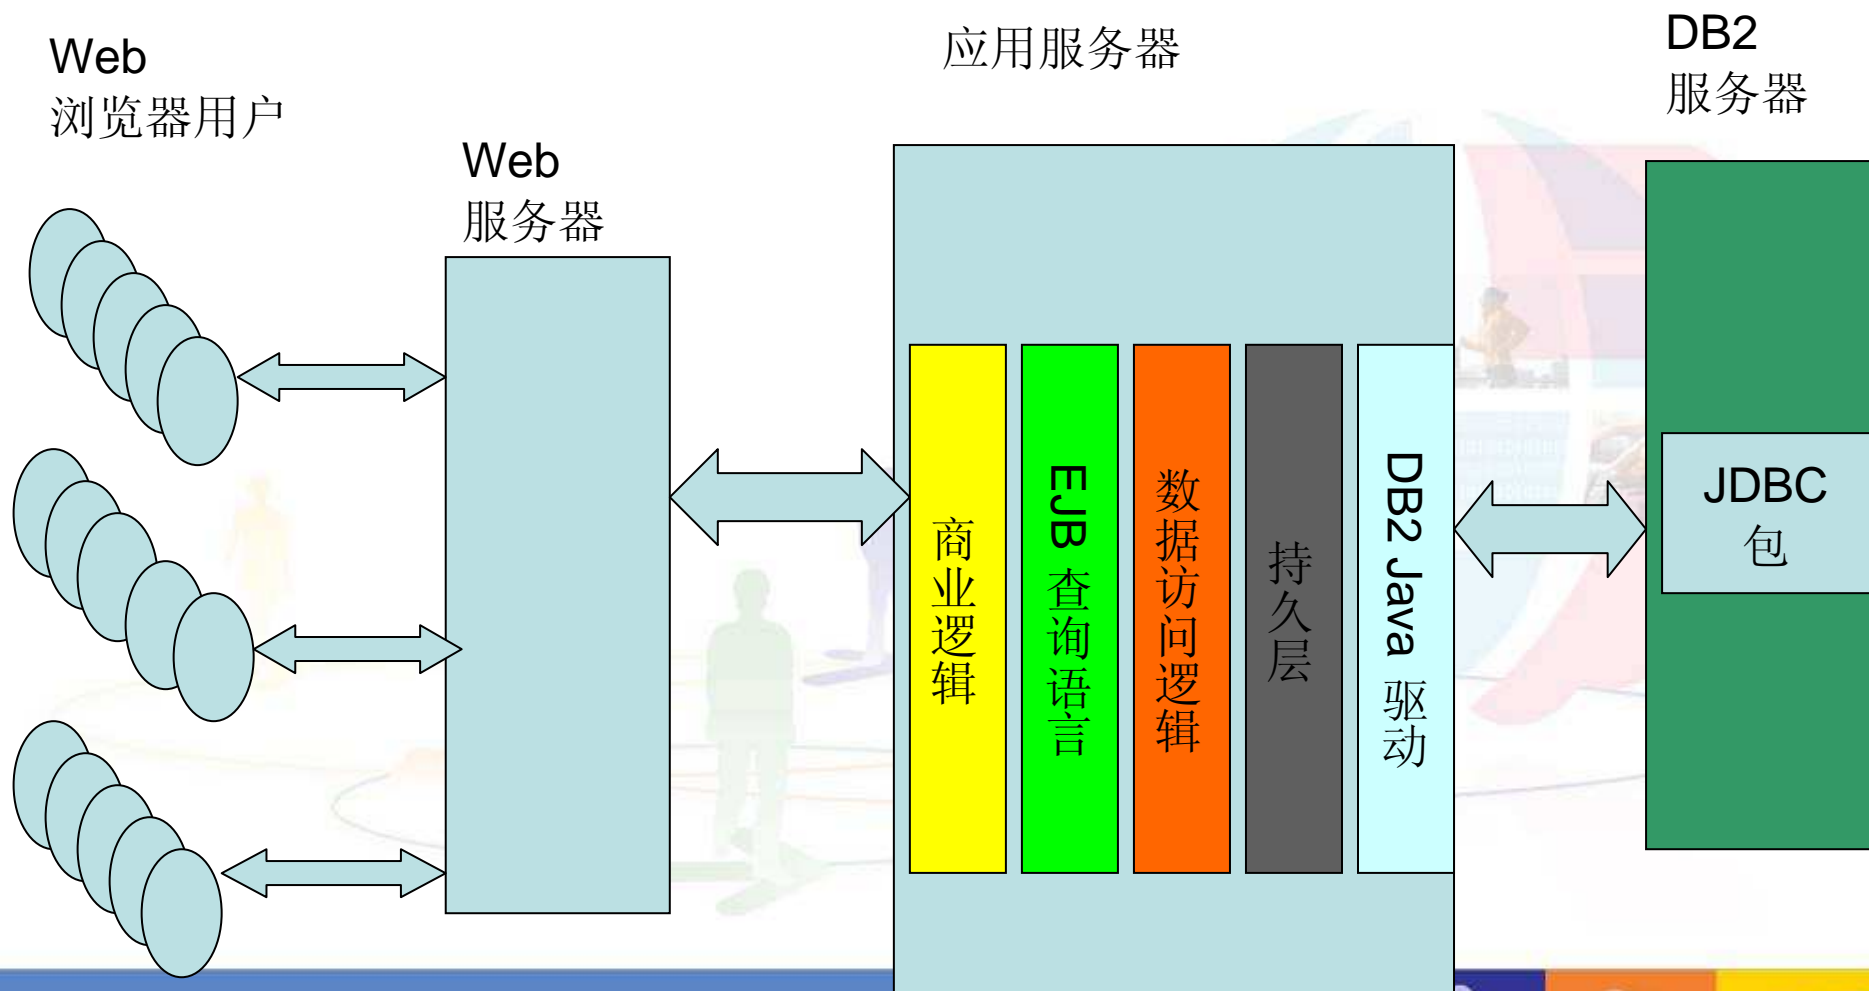 Web
浏览器用户
Web
服务器
应用服务器
商业逻辑
EJB 查询语言
数据访问逻辑
持久层
DB2 Java 驱动
DB2
服务器
JDBC
包